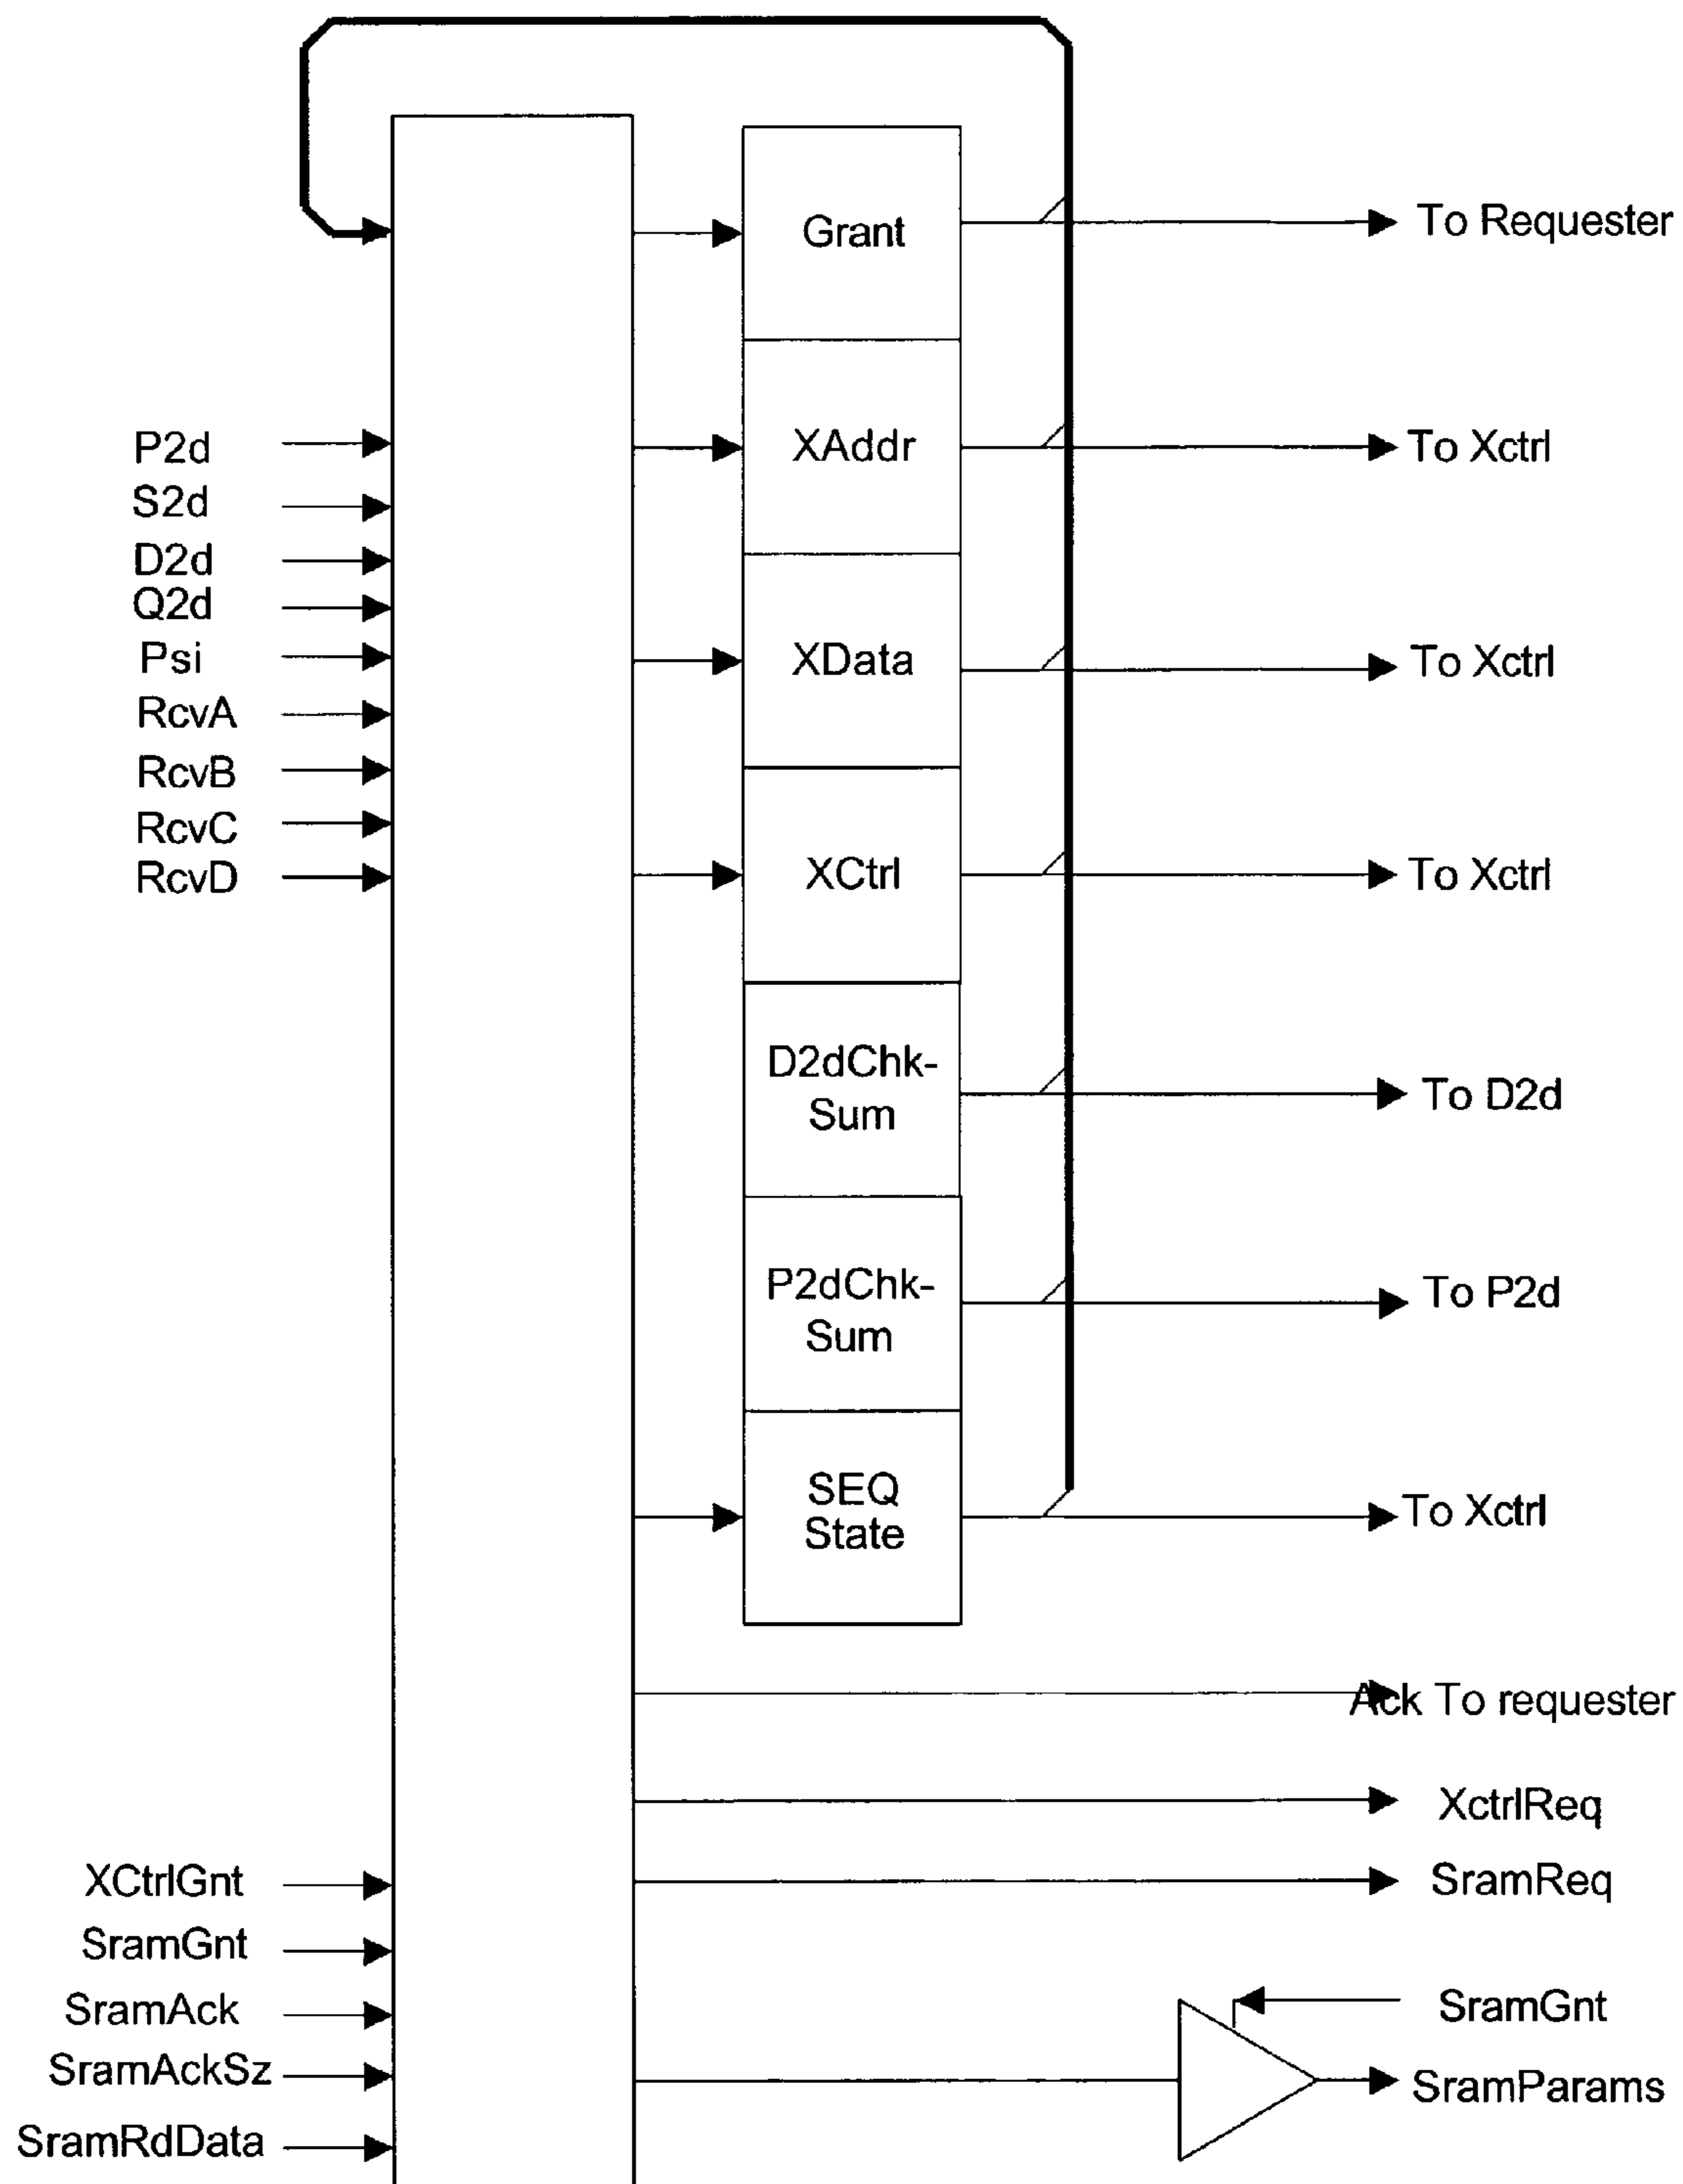 Grant
To Requester
P2d
XAddr
To Xctrl
S2d
D2d
Q2d
Psi
XData
To Xctrl
RcvA
RcvB
RcvC
RcvD
XCtrl
To Xctrl
D2dChk-
Sum
To D2d
P2dChk-
Sum
To P2d
SEQ
State
To Xctrl
Ack To requester
XctrlReq
XCtrlGnt
SramReq
SramGnt
SramAck
SramGnt
SramAckSz
SramParams
SramRdData